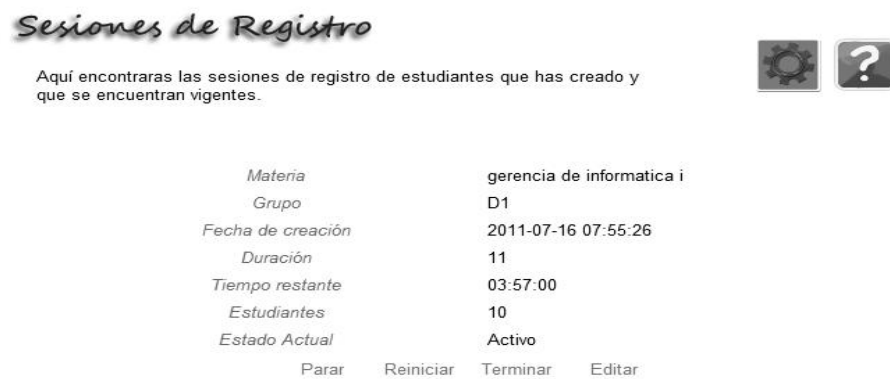 Sesiones de Registro
Aquí encontraras las sesiones de registro de estudiantes que has creado y
que se encuentran vigentes.
?
Materia gerencia de informatica i
Grupo D1
Fecha de creación 2011-07-16 07:55:26
Duración 11
Tiempo restante 03:57:00
Estudiantes 10
Estado Actual Activo
Parar Reiniciar Terminar Editar